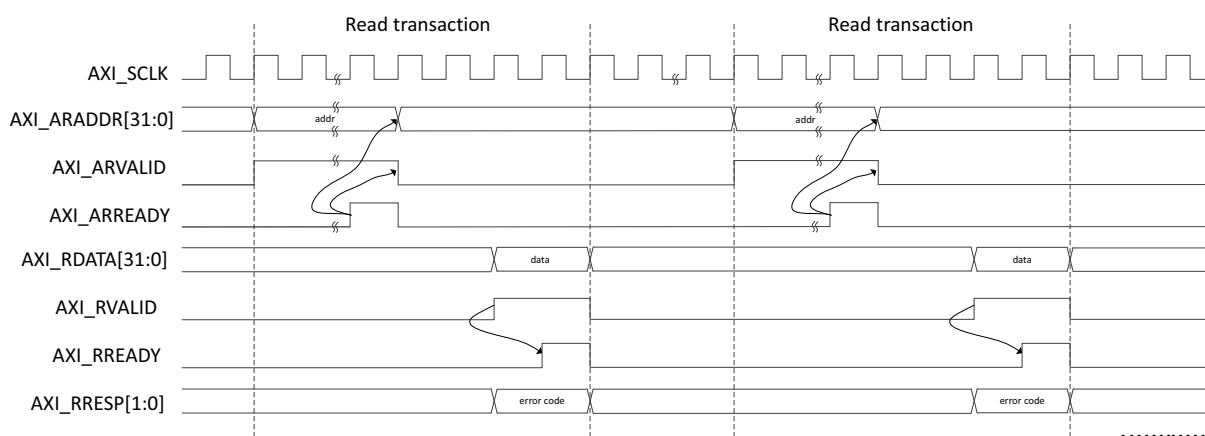 Read transaction Read transaction
AXI_SCLK
AXI_ARADDR[31:0] addr addr
AXI_ARVALID
AXI_ARREADY
AXI_RDATA[31:0] data data
AXI_RVALID
AXI_RREADY
AXI_RRESP[1:0] error code error code